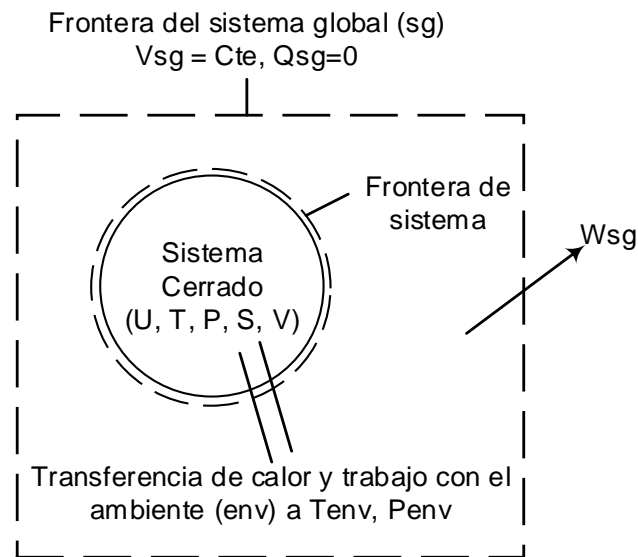 Frontera del sistema global (sg)
Vsg = Cte, Qsg=0
Frontera de
sistema
Wsg
Sistema
Cerrado
(U, T, P, S, V)
Transferencia de calor y trabajo con el
ambiente (env) a Tenv, Penv